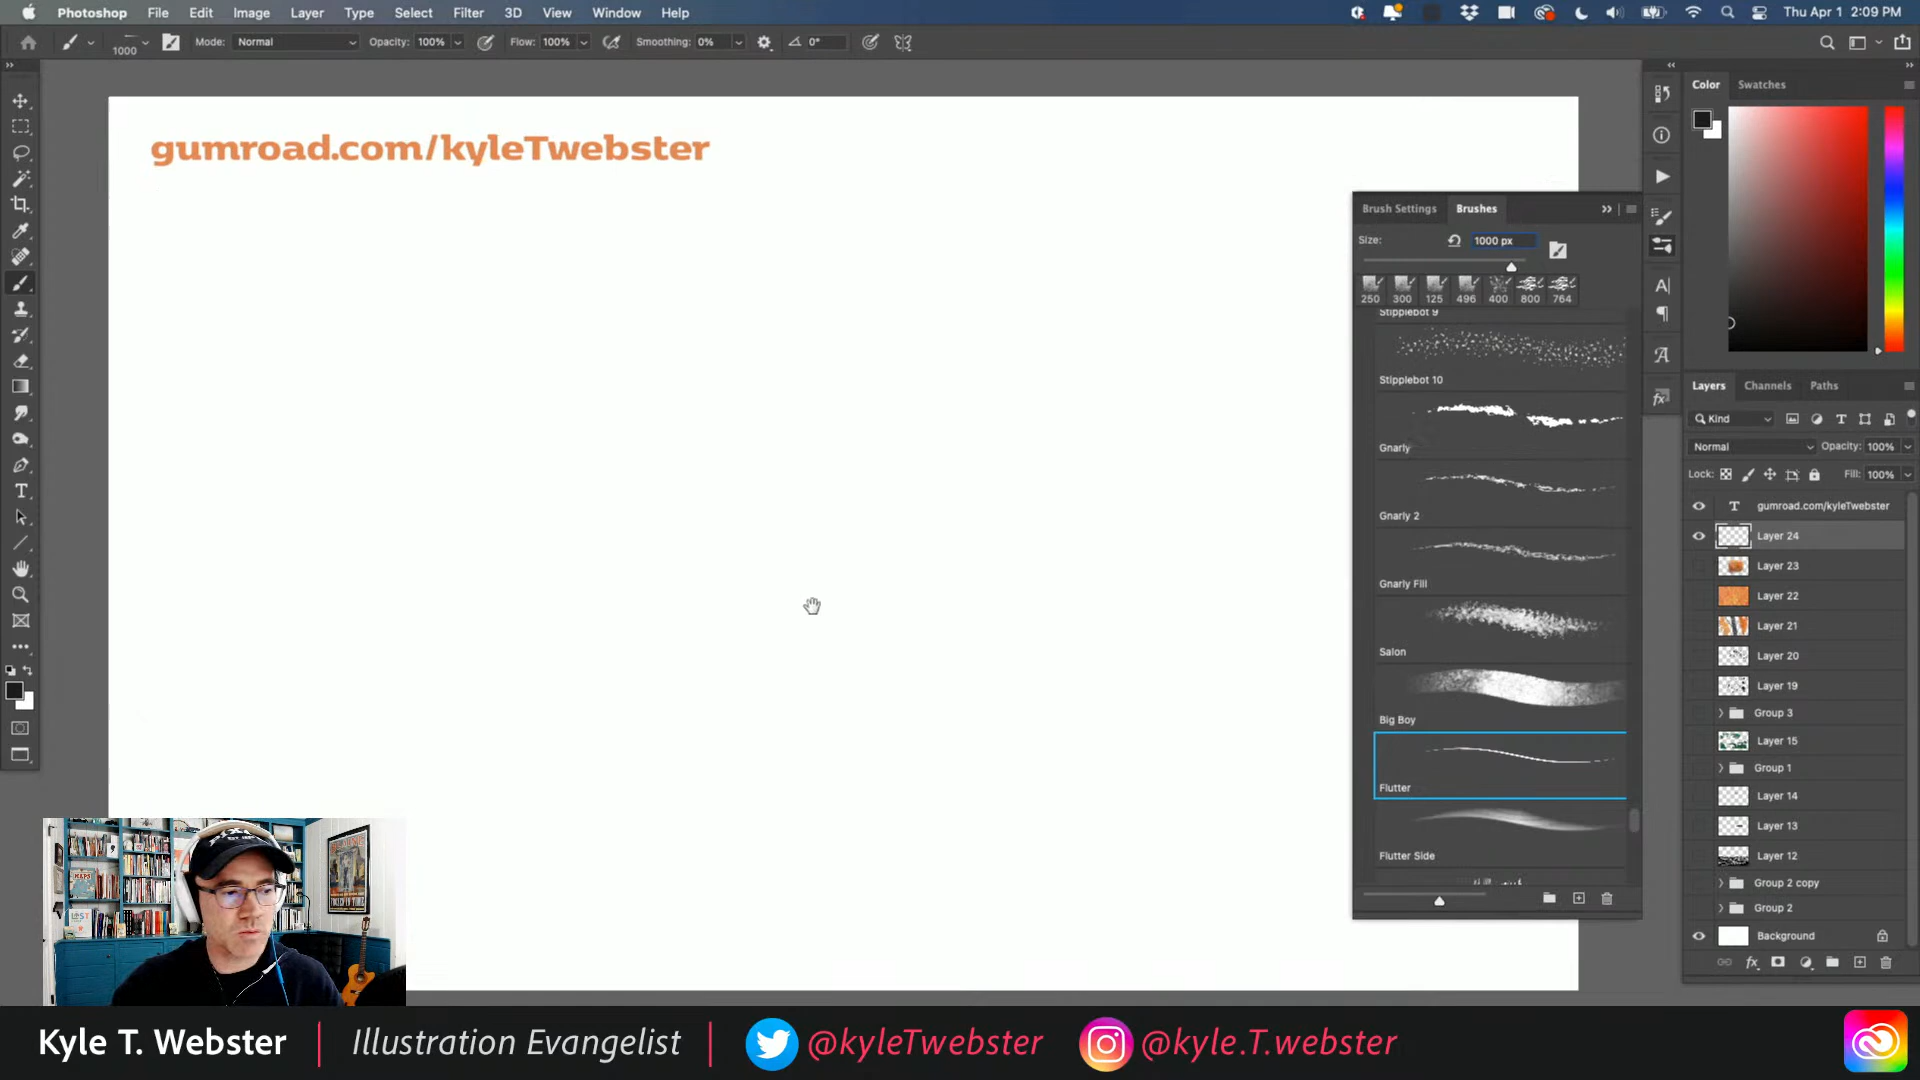 Photoshop File Edit Image Layer Type Select Filter 3D View Window Help Thu Apr 1 2:09 PM
1000 Mode: Normal Opacity: 100% Flow: 100% Smoothing: 0% 0°
gumroad.com/kyleTwebster
Brush Settings Brushes
Size: 1000 px
250 300 125 496 400 800 764
Stipplebot 9
Stipplebot 10
Gnarly
Gnarly 2
Gnarly Fill
Salon
Big Boy
Flutter
Flutter Side
Color Swatches
Layers Channels Paths
Kind
Normal Opacity: 100%
Lock: Fill: 100%
gumroad.com/kyleTwebster
Layer 24
Layer 23
Layer 22
Layer 21
Layer 20
Layer 19
Group 3
Layer 15
Group 1
Layer 14
Layer 13
Layer 12
Group 2 copy
Group 2
Background
Kyle T. Webster | Illustration Evangelist | @kyleTwebster @kyle.T.webster